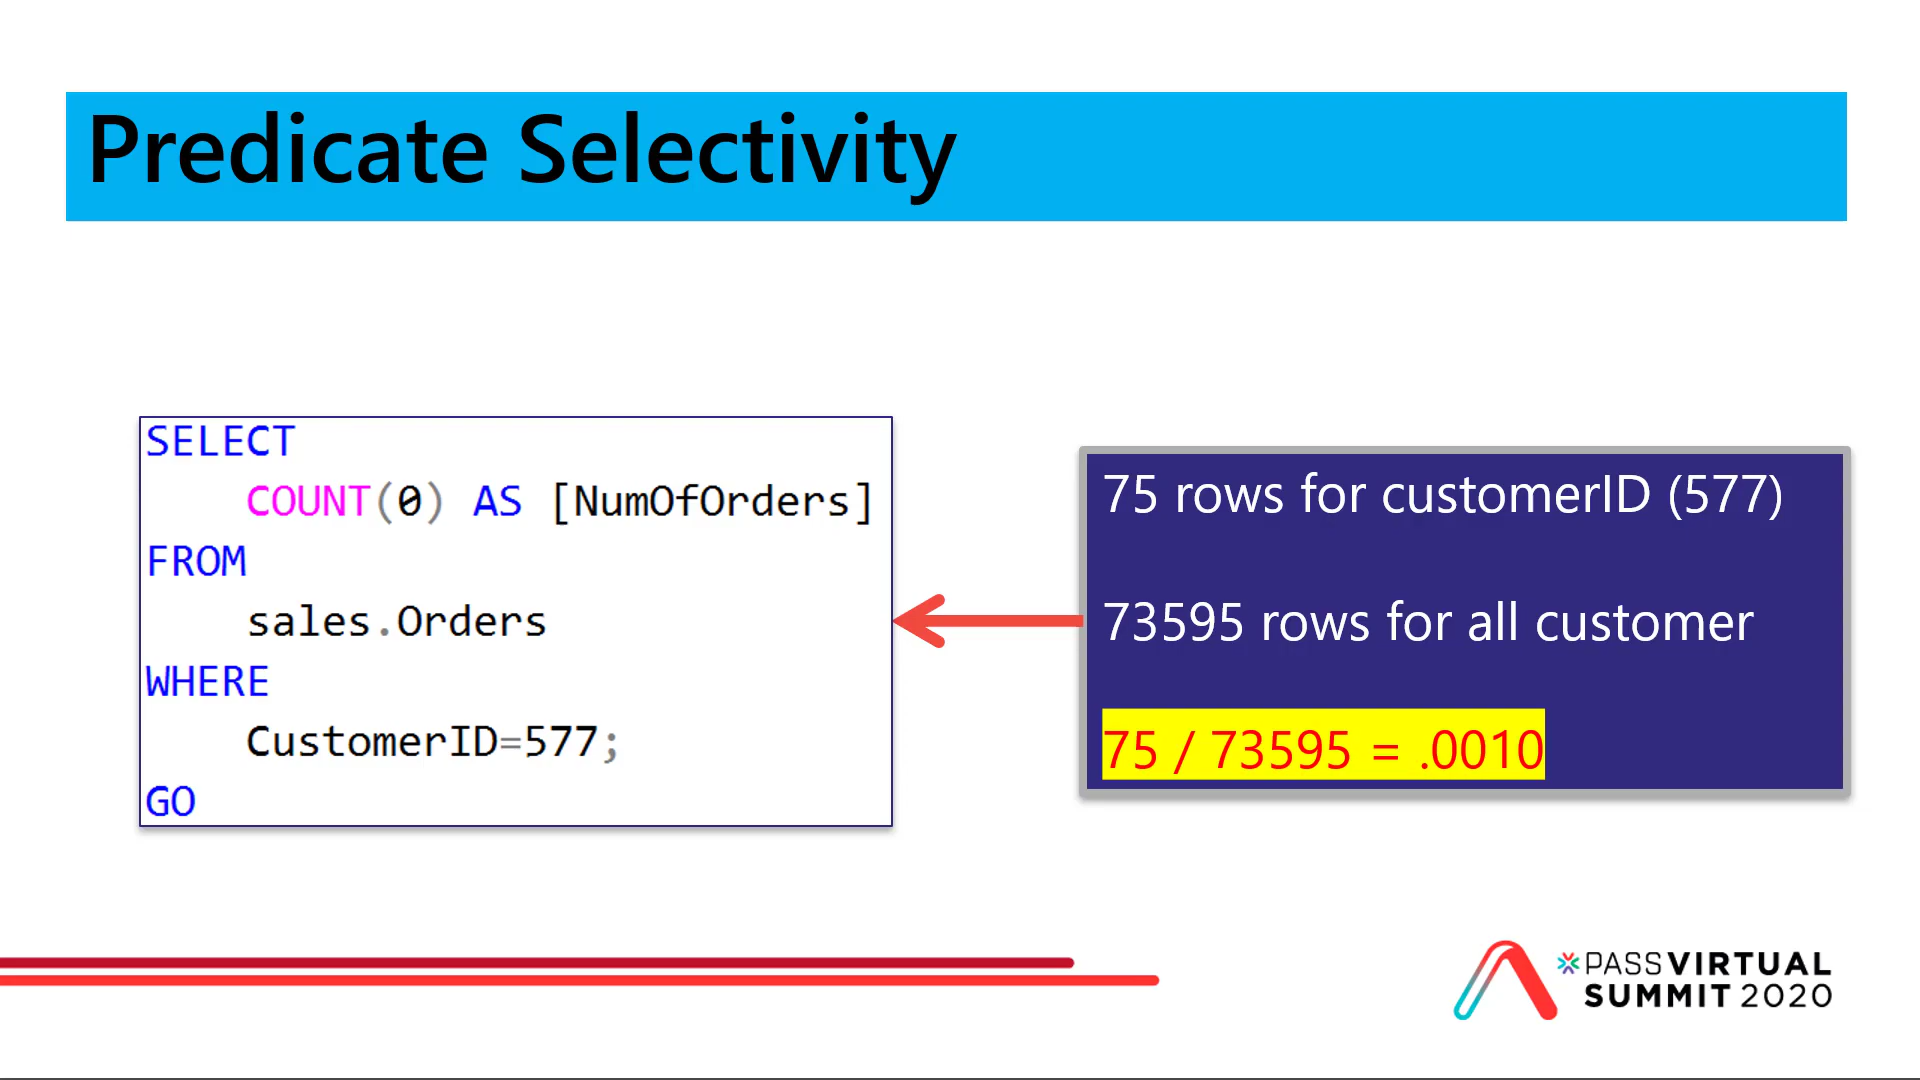 Predicate Selectivity
SELECT
COUNT(0) AS [NumOfOrders]
FROM
sales.Orders
WHERE
CustomerID=577;
GO
75 rows for customerID (577)
73595 rows for all customer
75 / 73595 = .0010
PASS VIRTUAL
SUMMIT 2020